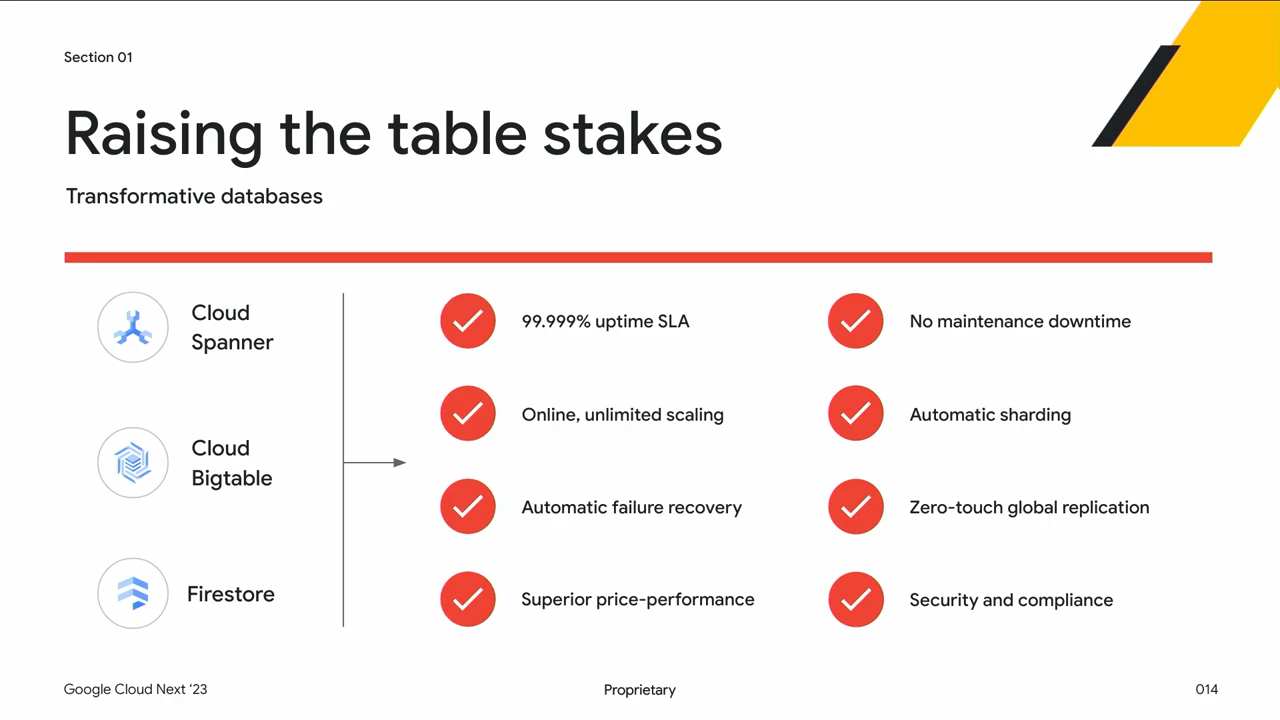 Section 01
Raising the table stakes
Transformative databases
Cloud
Spanner
Cloud
Bigtable
Firestore
99.999% uptime SLA
Online, unlimited scaling
Automatic failure recovery
Superior price-performance
No maintenance downtime
Automatic sharding
Zero-touch global replication
Security and compliance
Google Cloud Next ‘23
Proprietary
014